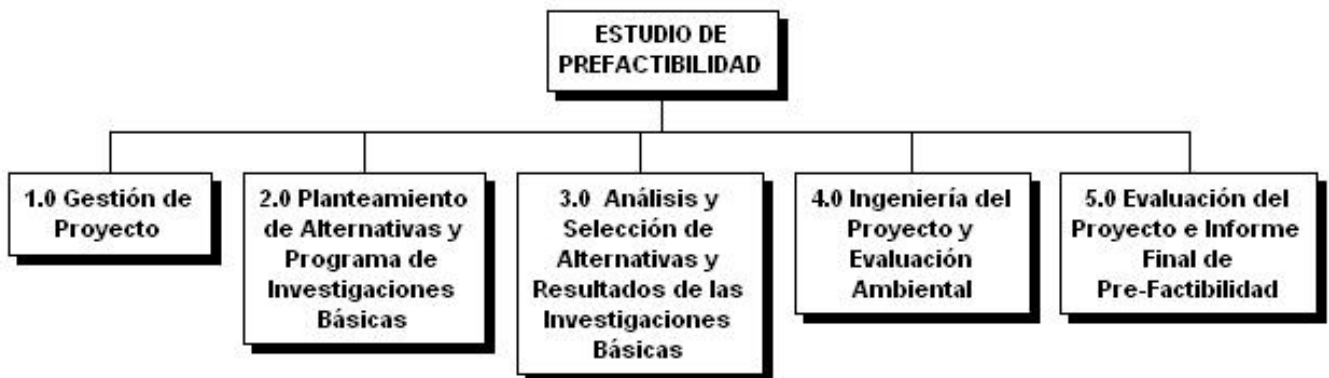 ESTUDIO DE
PREFACTIBILIDAD
1.0 Gestión de
Proyecto
2.0 Planteamiento
de Alternativas y
Programa de
Investigaciones
Básicas
3.0 Análisis y
Selección de
Alternativas y
Resultados de las
Investigaciones
Básicas
4.0 Ingeniería del
Proyecto y
Evaluación
Ambiental
5.0 Evaluación del
Proyecto e Informe
Final de
Pre-Factibilidad